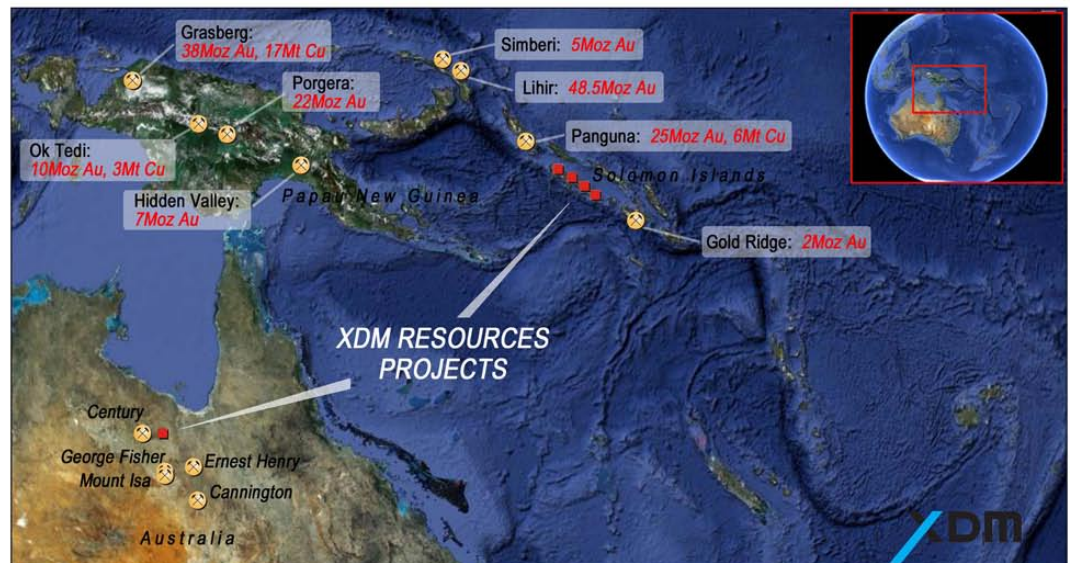 Grasberg:
38Moz Au, 17Mt Cu
Simberi: 5Moz Au
Porgera:
22Moz Au
Lihir: 48.5Moz Au
Panguna: 25Moz Au, 6Mt Cu
Ok Tedi:
10Moz Au, 3Mt Cu
Solomon Islands
Hidden Valley:
7Moz Au
Papau New Guinea
Gold Ridge: 2Moz Au
XDM RESOURCES
PROJECTS
Century
George Fisher
Ernest Henry
Mount Isa
Cannington
Australia
XDM